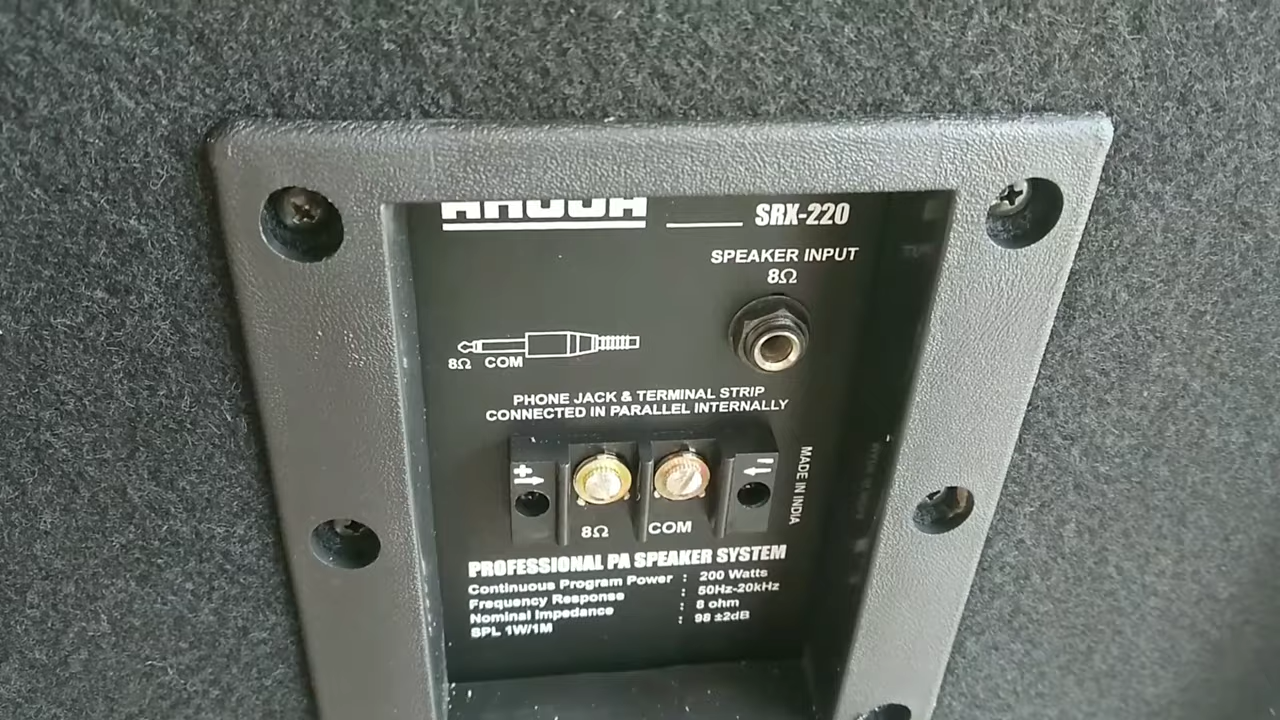 SRX-220
SPEAKER INPUT
8Ω
8Ω COM
PHONE JACK & TERMINAL STRIP
CONNECTED IN PARALLEL INTERNALLY
+ −
8Ω COM
MADE IN INDIA
PROFESSIONAL PA SPEAKER SYSTEM
Continuous Program Power : 200 Watts
Frequency Response : 50Hz-20kHz
Nominal Impedance : 8 ohm
SPL 1W/1M : 98 ±2dB